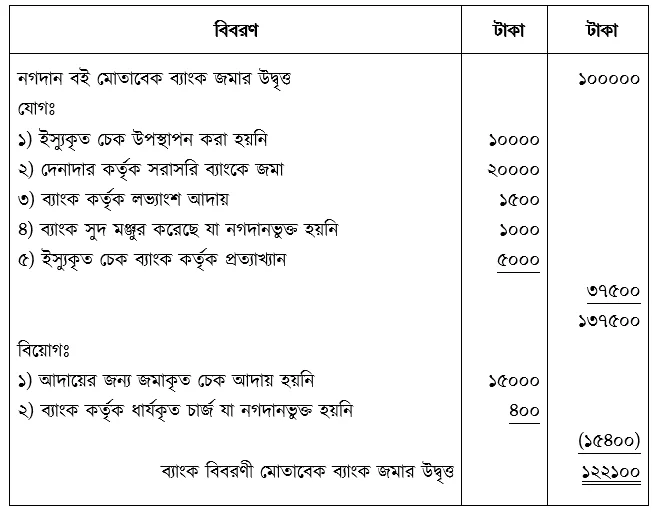 বিবরণ টাকা টাকা
নগদান বই মোতাবেক ব্যাংক জমার উদ্বৃত্ত ১০০০০০
যোগঃ
১) ইস্যুকৃত চেক উপস্থাপন করা হয়নি ১০০০০
২) দেনাদার কর্তৃক সরাসরি ব্যাংকে জমা ২০০০০
৩) ব্যাংক কর্তৃক লভ্যাংশ আদায় ১৫০০
৪) ব্যাংক সুদ মঞ্জুর করেছে যা নগদানভুক্ত হয়নি ১০০০
৫) ইস্যুকৃত চেক ব্যাংক কর্তৃক প্রত্যাখ্যান ৫০০০
৩৭৫০০
১৩৭৫০০
বিয়োগঃ
১) আদায়ের জন্য জমাকৃত চেক আদায় হয়নি ১৫০০০
২) ব্যাংক কর্তৃক ধার্যকৃত চার্জ যা নগদানভুক্ত হয়নি ৪০০
(১৫৪০০)
ব্যাংক বিবরণী মোতাবেক ব্যাংক জমার উদ্বৃত্ত ১২২১০০